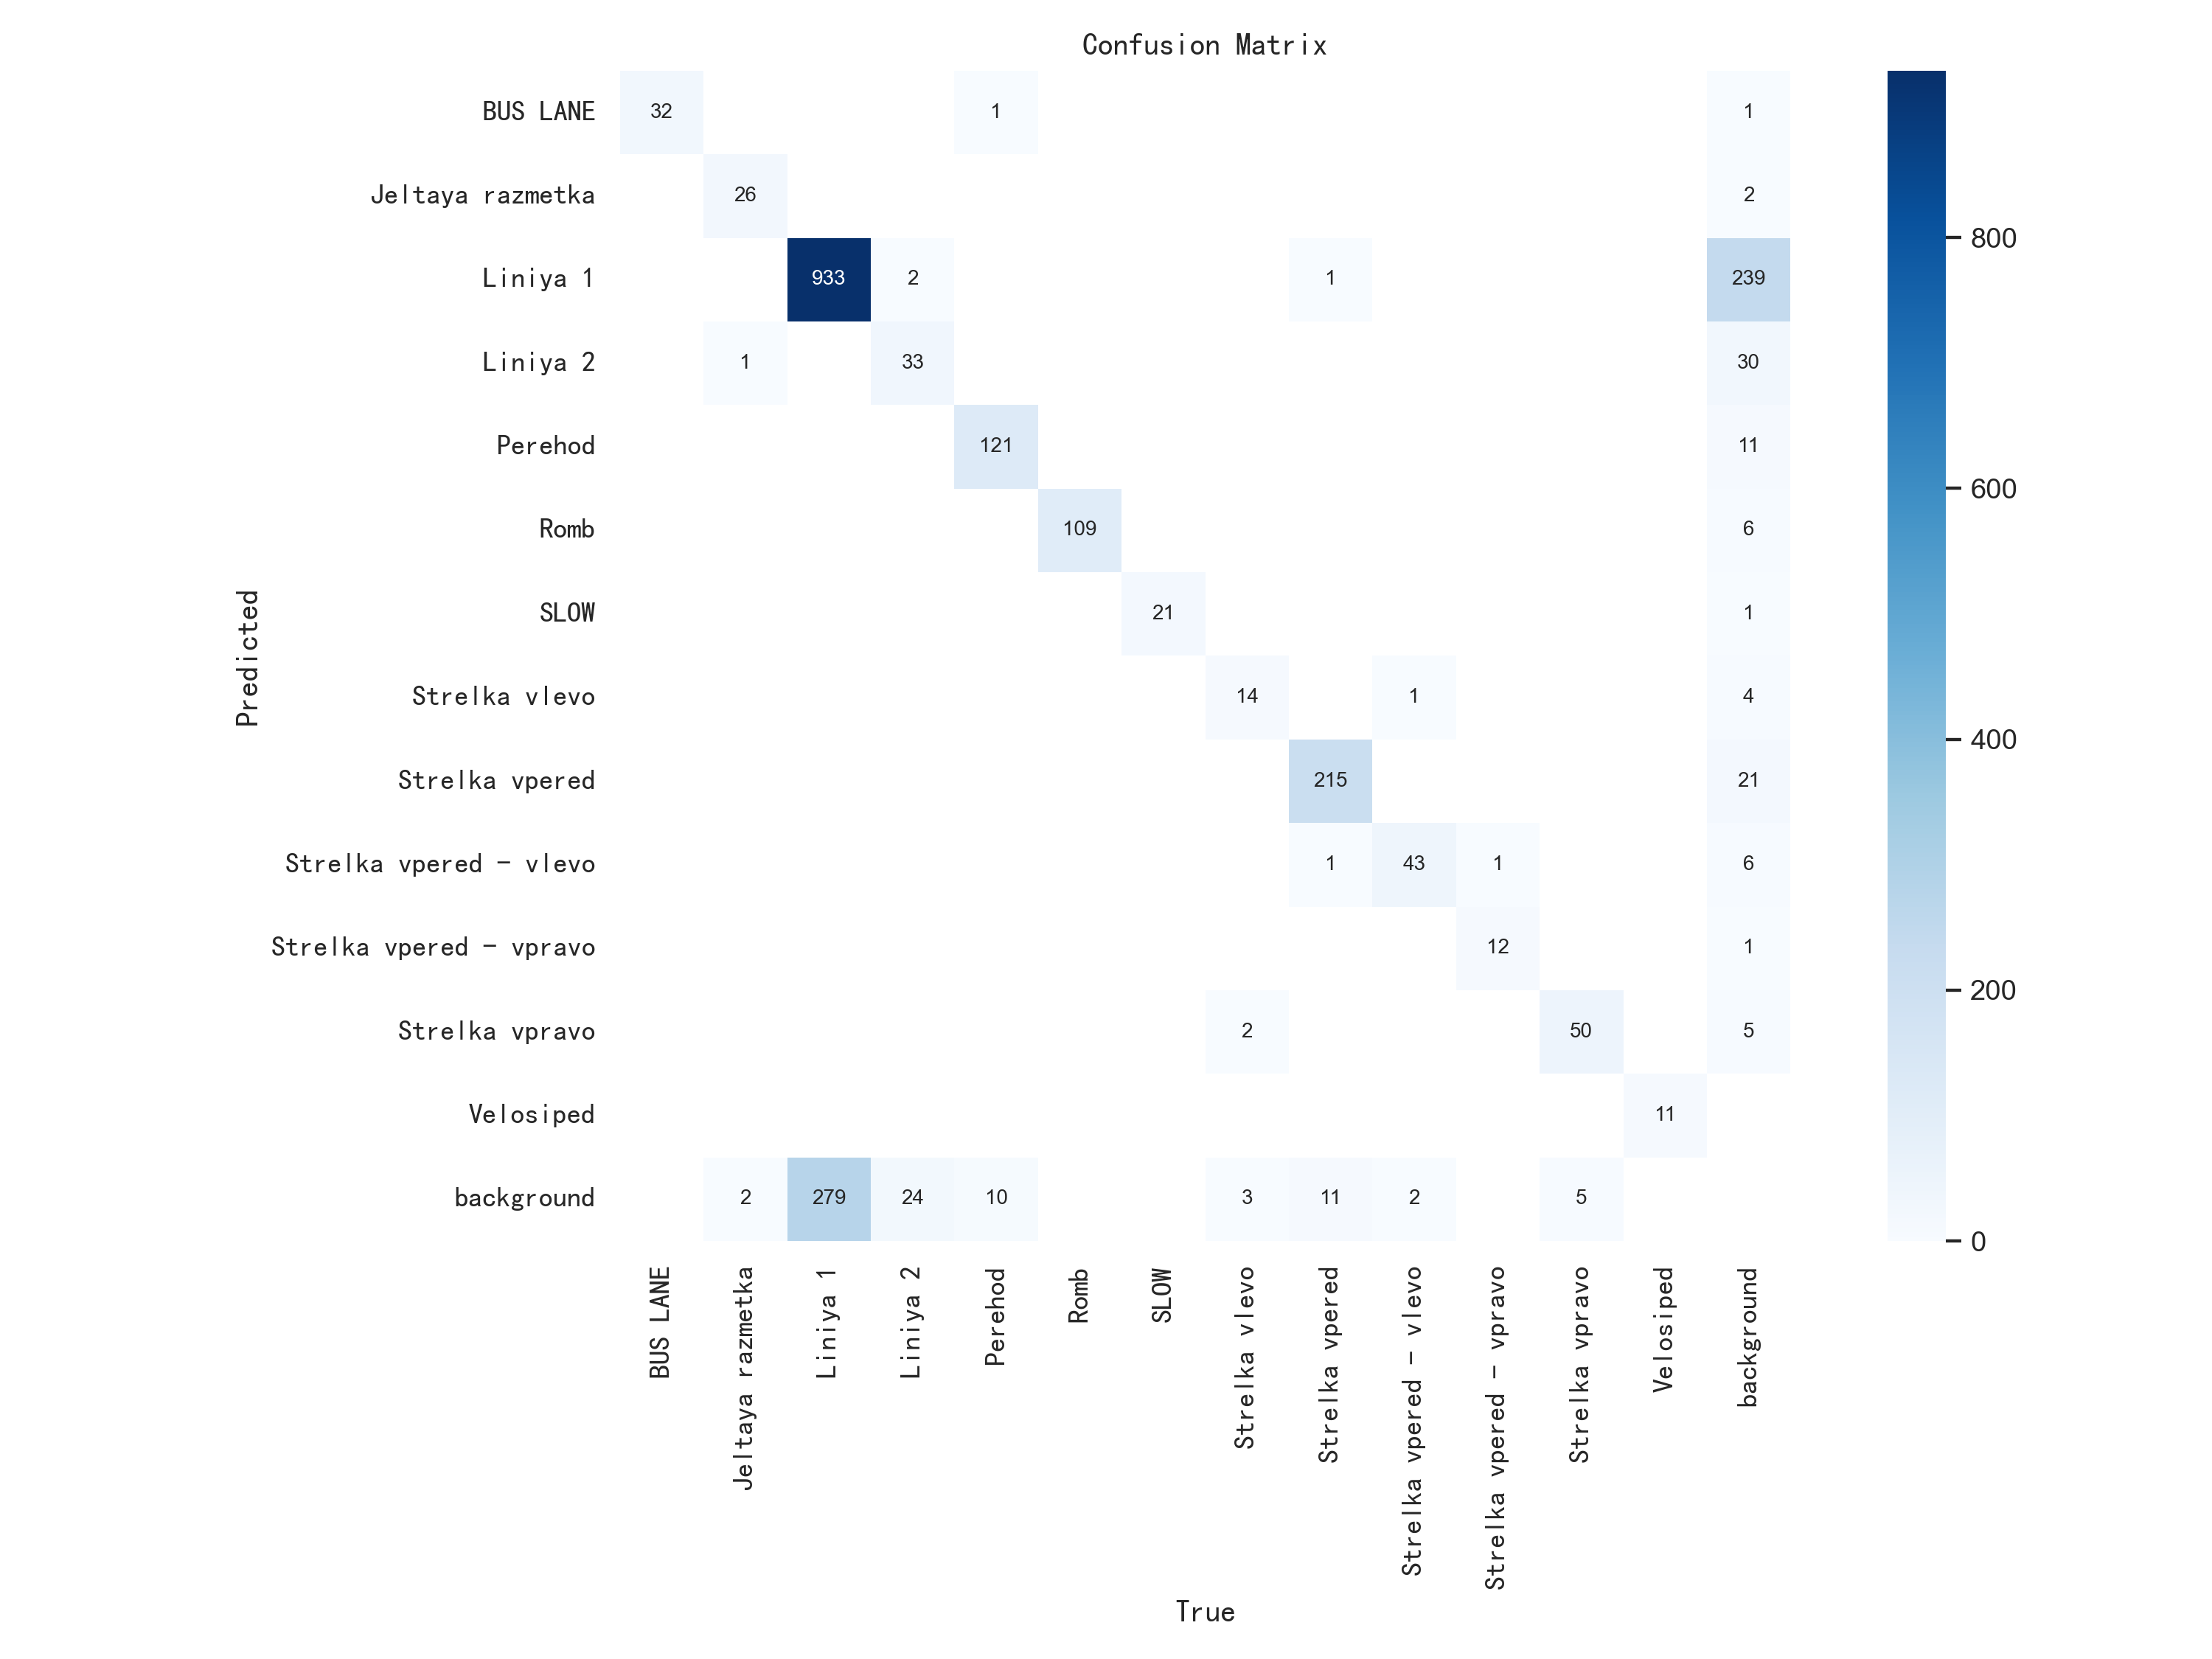 Confusion Matrix
BUS LANE 32 1 1
Jeltaya razmetka 26 2
Liniya 1 933 2 1 239
Liniya 2 1 33 30
Perehod 121 11
Romb 109 6
SLOW 21 1
Strelka vlevo 14 1 4
Strelka vpered 215 21
Strelka vpered - vlevo 1 43 1 6
Strelka vpered - vpravo 12 1
Strelka vpravo 2 50 5
Velosiped 11
background 2 279 24 10 3 11 2 5
Predicted
BUS LANE
Jeltaya razmetka
Liniya 1
Liniya 2
Perehod
Romb
SLOW
Strelka vlevo
Strelka vpered
Strelka vpered - vlevo
Strelka vpered - vpravo
Strelka vpravo
Velosiped
background
True
800
600
400
200
0